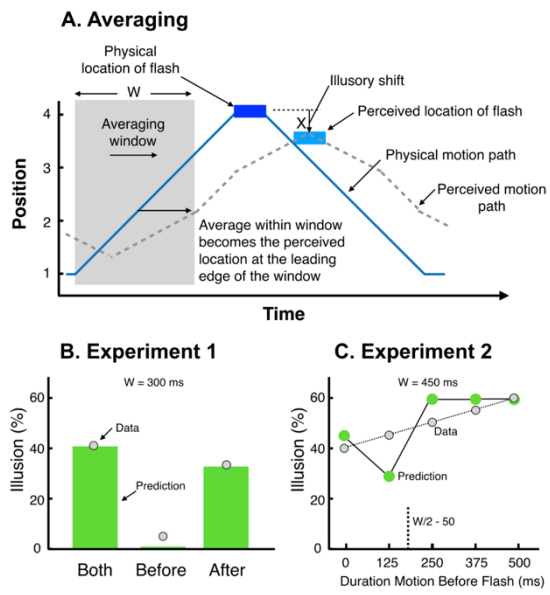 A. Averaging
Physical
location of flash
Illusory shift
W
X
Perceived location of flash
Averaging
window
Physical motion path
Perceived motion
path
Average within window
becomes the perceived
location at the leading
edge of the window
Position
4
3
2
1
Time
B. Experiment 1
W = 300 ms
Illusion (%)
60
40
20
0
Data
Prediction
Both Before After
C. Experiment 2
W = 450 ms
Illusion (%)
60
40
20
0
Data
Prediction
W/2 - 50
0 125 250 375 500
Duration Motion Before Flash (ms)